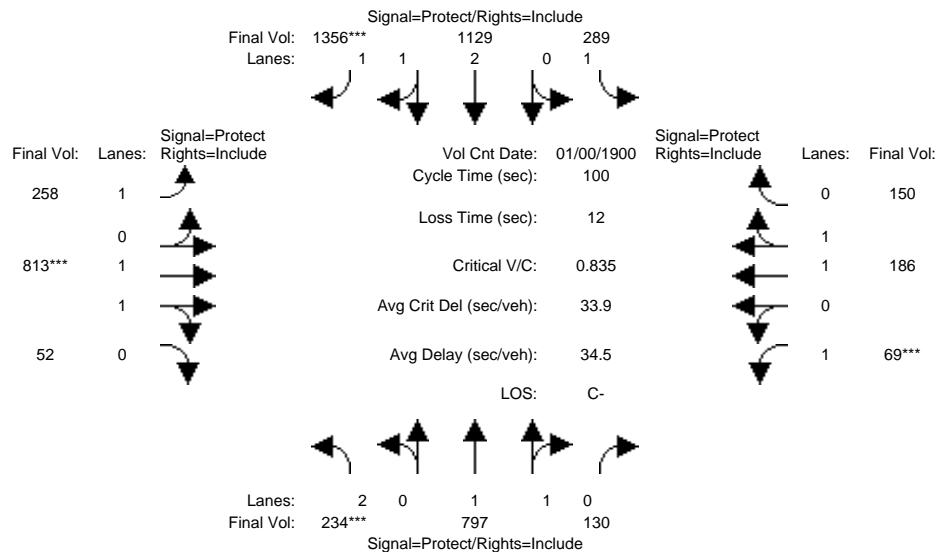 Signal=Protect/Rights=Include
Final Vol: 1356*** 1129 289
Lanes: 1 1 2 0 1
Signal=Protect Signal=Protect
Final Vol: Lanes: Rights=Include Vol Cnt Date: 01/00/1900 Rights=Include Lanes: Final Vol:
Cycle Time (sec): 100
258 1 0 150
Loss Time (sec): 12
0 1
813*** 1 Critical V/C: 0.835 1 186
1 Avg Crit Del (sec/veh): 33.9 0
52 0 Avg Delay (sec/veh): 34.5 1 69***
LOS: C-
Lanes: 2 0 1 1 0
Final Vol: 234*** 797 130
Signal=Protect/Rights=Include